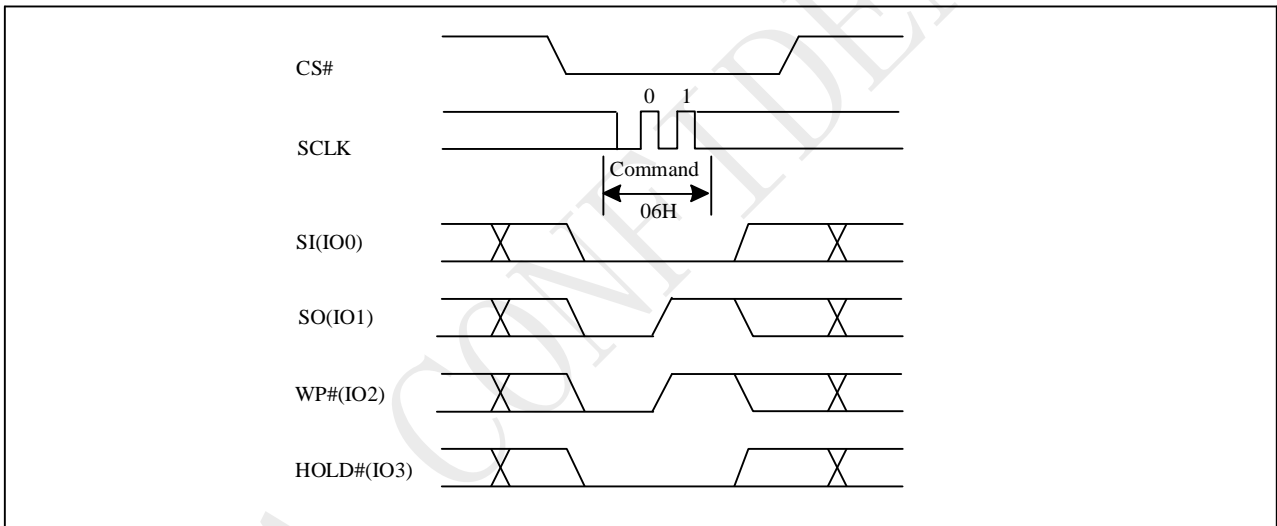 CS#
0 1
SCLK
Command
06H
SI(IO0)
SO(IO1)
WP#(IO2)
HOLD#(IO3)